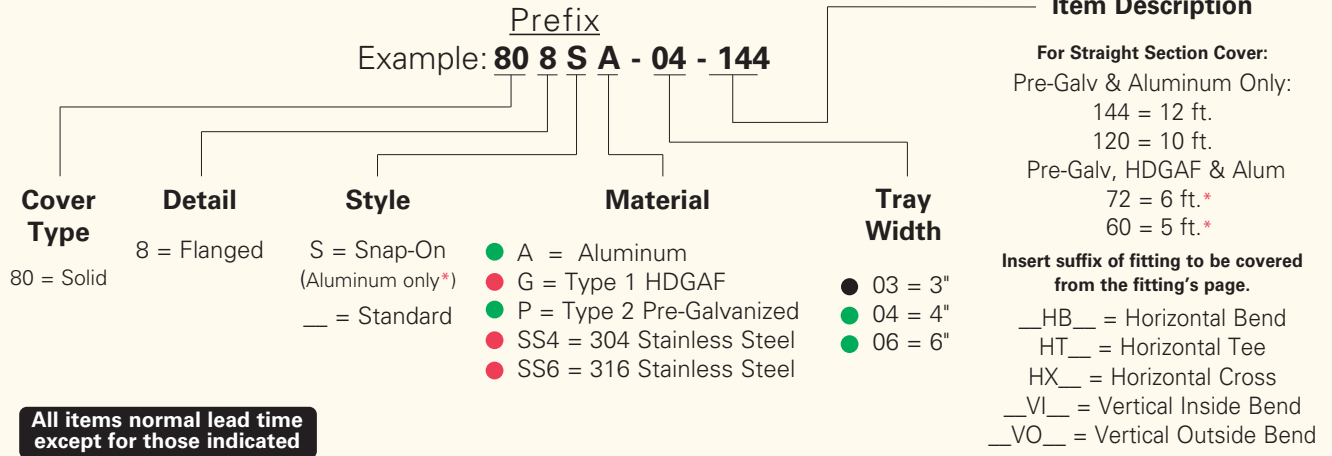 Prefix
Example: 80 8 S A - 04 - 144
Cover
Type
80 = Solid
Detail
8 = Flanged
Style
S = Snap-On
(Aluminum only*)
__ = Standard
Material
A = Aluminum
G = Type 1 HDGAF
P = Type 2 Pre-Galvanized
SS4 = 304 Stainless Steel
SS6 = 316 Stainless Steel
Tray
Width
03 = 3"
04 = 4"
06 = 6"
Item Description
For Straight Section Cover:
Pre-Galv & Aluminum Only:
144 = 12 ft.
120 = 10 ft.
Pre-Galv, HDGAF & Alum
72 = 6 ft.*
60 = 5 ft.*
Insert suffix of fitting to be covered
from the fitting's page.
__HB__ = Horizontal Bend
HT__ = Horizontal Tee
HX__ = Horizontal Cross
__VI__ = Vertical Inside Bend
__VO__ = Vertical Outside Bend
All items normal lead time
except for those indicated